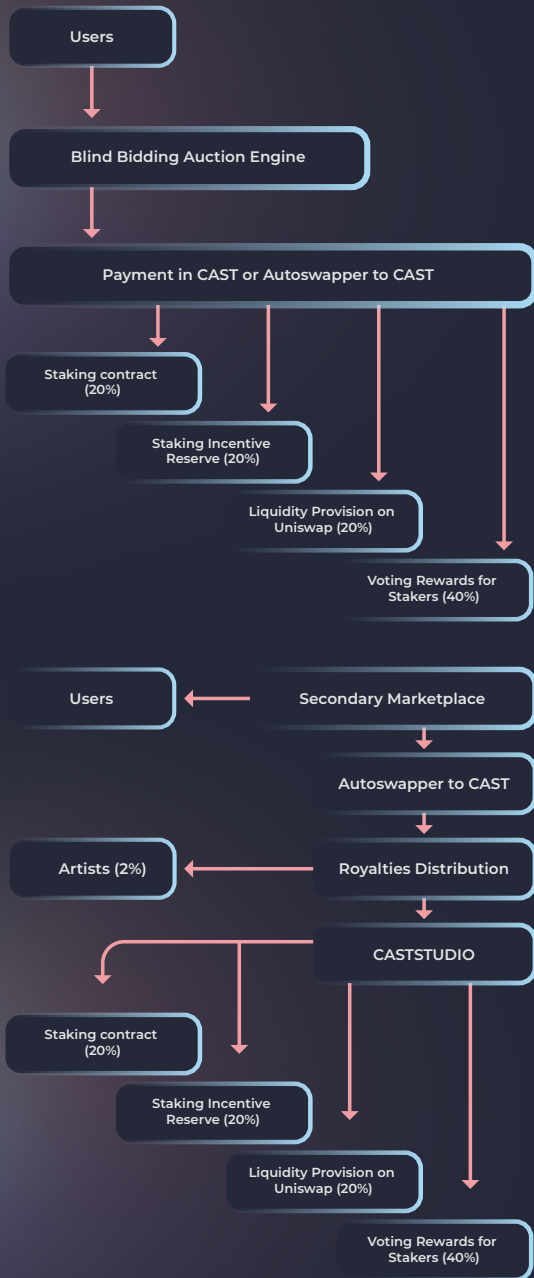 Users
Blind Bidding Auction Engine
Payment in CAST or Autoswapper to CAST
Staking contract
(20%)
Staking Incentive
Reserve (20%)
Liquidity Provision on
Uniswap (20%)
Voting Rewards for
Stakers (40%)
Users
Secondary Marketplace
Autoswapper to CAST
Artists (2%)
Royalties Distribution
CASTSTUDIO
Staking contract
(20%)
Staking Incentive
Reserve (20%)
Liquidity Provision on
Uniswap (20%)
Voting Rewards for
Stakers (40%)